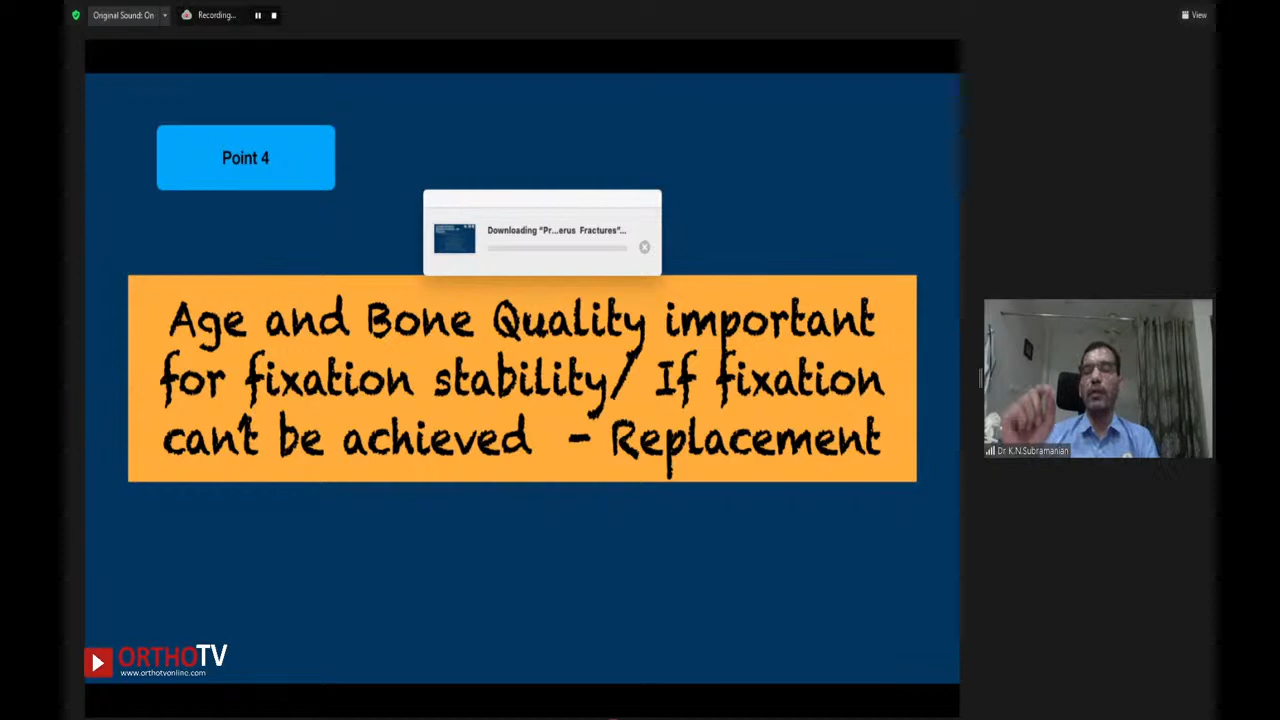 Original Sound: On
Recording...
View
Point 4
Downloading “Pr...erus Fractures”...
Age and Bone Quality important
for fixation stability/ If fixation
can't be achieved - Replacement
Dr K.N.Subramanian
ORTHOTV
www.orthotvonline.com